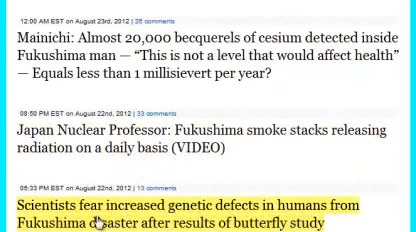 12:00 AM EST on August 23rd, 2012 | 26 comments
Mainichi: Almost 20,000 becquerels of cesium detected inside
Fukushima man — “This is not a level that would affect health”
— Equals less than 1 millisievert per year?
08:50 PM EST on August 22nd, 2012 | 33 comments
Japan Nuclear Professor: Fukushima smoke stacks releasing
radiation on a daily basis (VIDEO)
05:33 PM EST on August 22nd, 2012 | 13 comments
Scientists fear increased genetic defects in humans from
Fukushima disaster after results of butterfly study